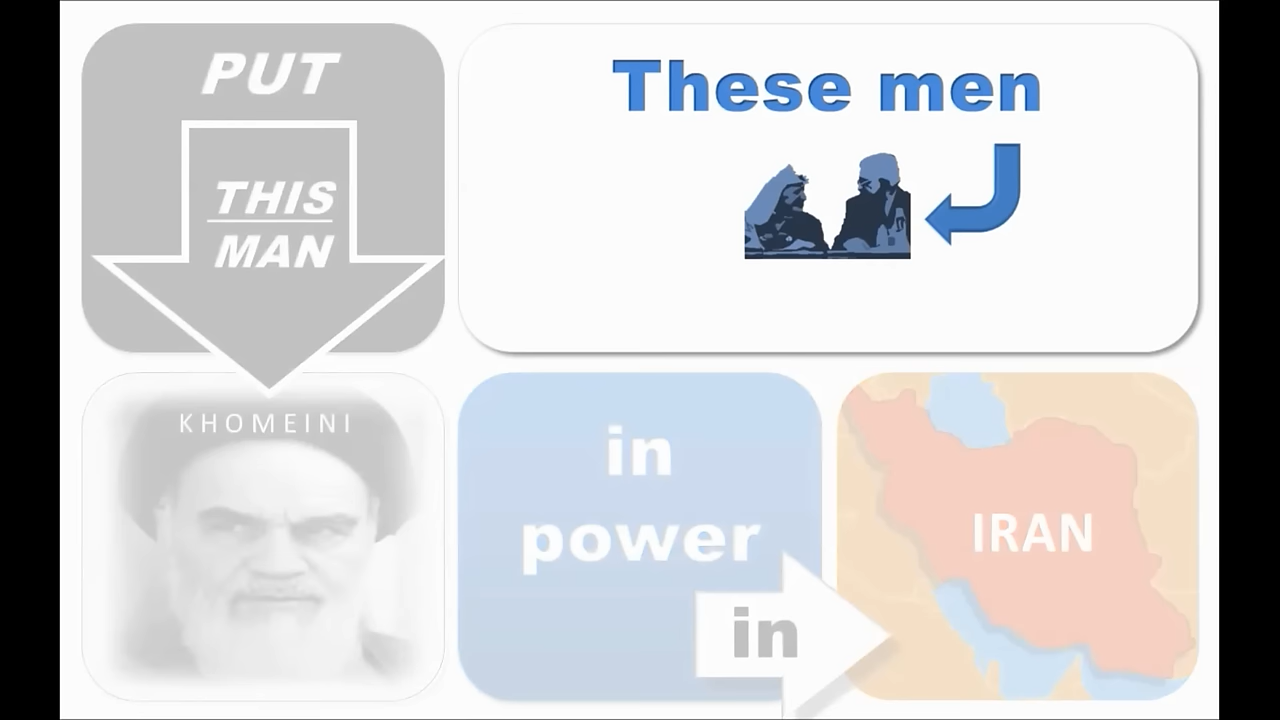 PUT
THIS
MAN
These men
KHOMEINI
in
power
in
IRAN